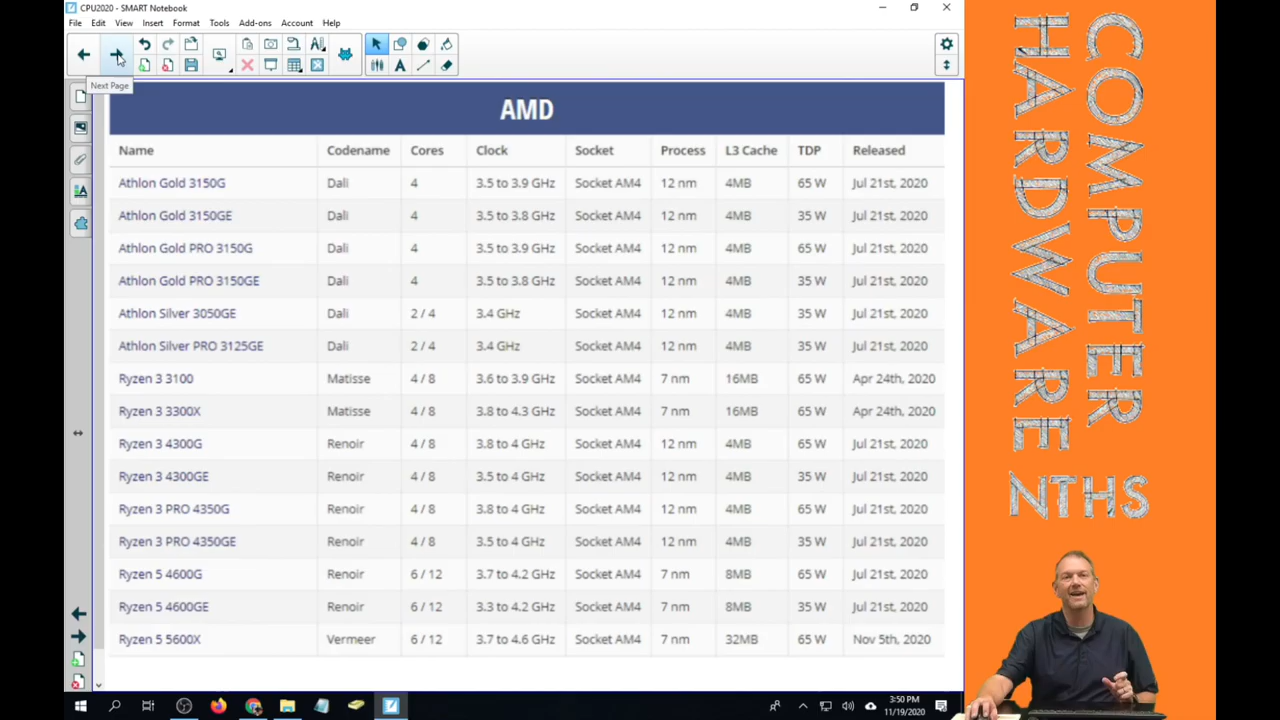 CPU2020 - SMART Notebook
File Edit View Insert Format Tools Add-ons Account Help
Next Page
AMD
Name Codename Cores Clock Socket Process L3 Cache TDP Released
Athlon Gold 3150G Dali 4 3.5 to 3.9 GHz Socket AM4 12 nm 4MB 65 W Jul 21st, 2020
Athlon Gold 3150GE Dali 4 3.5 to 3.8 GHz Socket AM4 12 nm 4MB 35 W Jul 21st, 2020
Athlon Gold PRO 3150G Dali 4 3.5 to 3.9 GHz Socket AM4 12 nm 4MB 65 W Jul 21st, 2020
Athlon Gold PRO 3150GE Dali 4 3.5 to 3.8 GHz Socket AM4 12 nm 4MB 35 W Jul 21st, 2020
Athlon Silver 3050GE Dali 2 / 4 3.4 GHz Socket AM4 12 nm 4MB 35 W Jul 21st, 2020
Athlon Silver PRO 3125GE Dali 2 / 4 3.4 GHz Socket AM4 12 nm 4MB 35 W Jul 21st, 2020
Ryzen 3 3100 Matisse 4 / 8 3.6 to 3.9 GHz Socket AM4 7 nm 16MB 65 W Apr 24th, 2020
Ryzen 3 3300X Matisse 4 / 8 3.8 to 4.3 GHz Socket AM4 7 nm 16MB 65 W Apr 24th, 2020
Ryzen 3 4300G Renoir 4 / 8 3.8 to 4 GHz Socket AM4 12 nm 4MB 65 W Jul 21st, 2020
Ryzen 3 4300GE Renoir 4 / 8 3.5 to 4 GHz Socket AM4 12 nm 4MB 35 W Jul 21st, 2020
Ryzen 3 PRO 4350G Renoir 4 / 8 3.8 to 4 GHz Socket AM4 12 nm 4MB 65 W Jul 21st, 2020
Ryzen 3 PRO 4350GE Renoir 4 / 8 3.5 to 4 GHz Socket AM4 12 nm 4MB 35 W Jul 21st, 2020
Ryzen 5 4600G Renoir 6 / 12 3.7 to 4.2 GHz Socket AM4 7 nm 8MB 65 W Jul 21st, 2020
Ryzen 5 4600GE Renoir 6 / 12 3.3 to 4.2 GHz Socket AM4 7 nm 8MB 35 W Jul 21st, 2020
Ryzen 5 5600X Vermeer 6 / 12 3.7 to 4.6 GHz Socket AM4 7 nm 32MB 65 W Nov 5th, 2020
3:50 PM
11/19/2020
COMPUTER
HARDWARE
NTHS